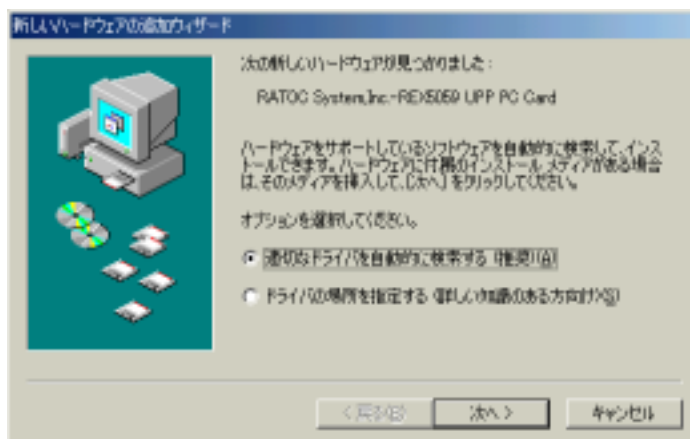 新しいハードウェアの追加ウィザード
次の新しいハードウェアが見つかりました:
RATOC System,Inc.-REX5059 UPP PC Card
ハードウェアをサポートしているソフトウェアを自動的に検索して、インス
トールできます。ハードウェアに付属のインストール メディアがある場合
は、そのメディアを挿入して、[次へ] をクリックしてください。
オプションを選択してください。
適切なドライバを自動的に検索する (推奨)(A)
ドライバの場所を指定する (詳しい知識のある方向け)(S)
< 戻る(B)
次へ >
キャンセル